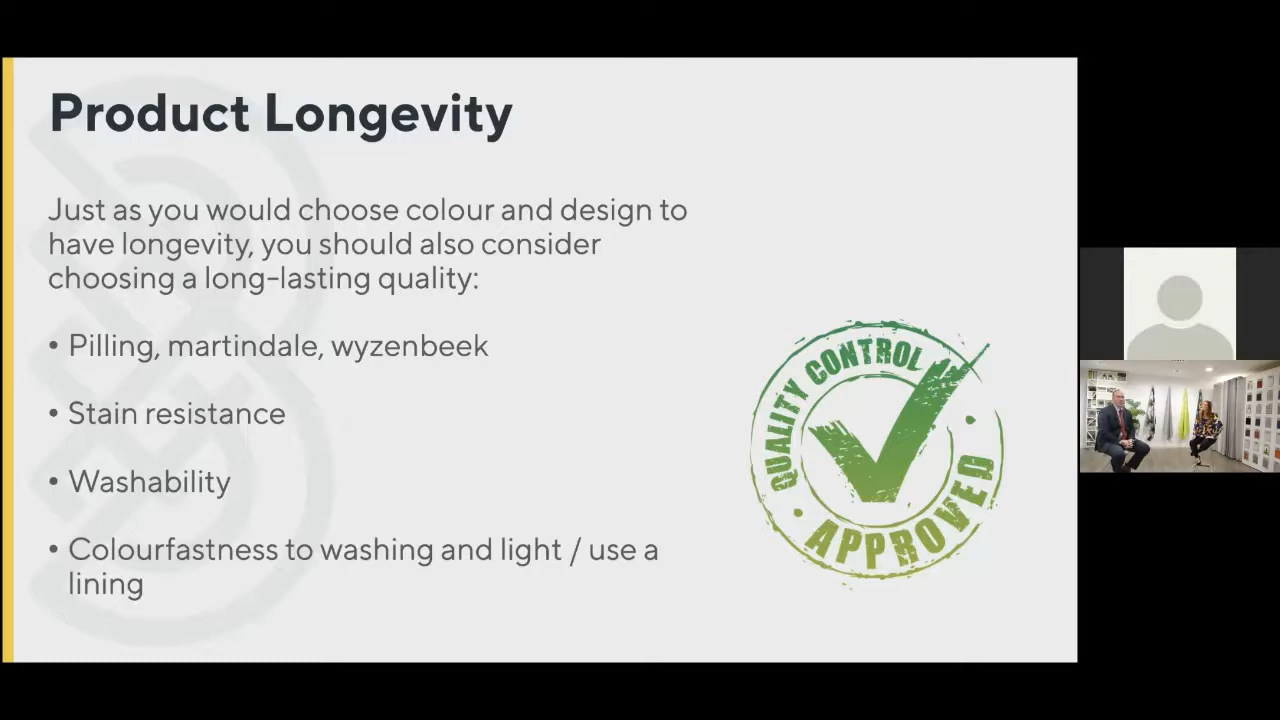 Product Longevity
Just as you would choose colour and design to
have longevity, you should also consider
choosing a long-lasting quality:
• Pilling, martindale, wyzenbeek
• Stain resistance
• Washability
• Colourfastness to washing and light / use a
lining
QUALITY CONTROL
APPROVED